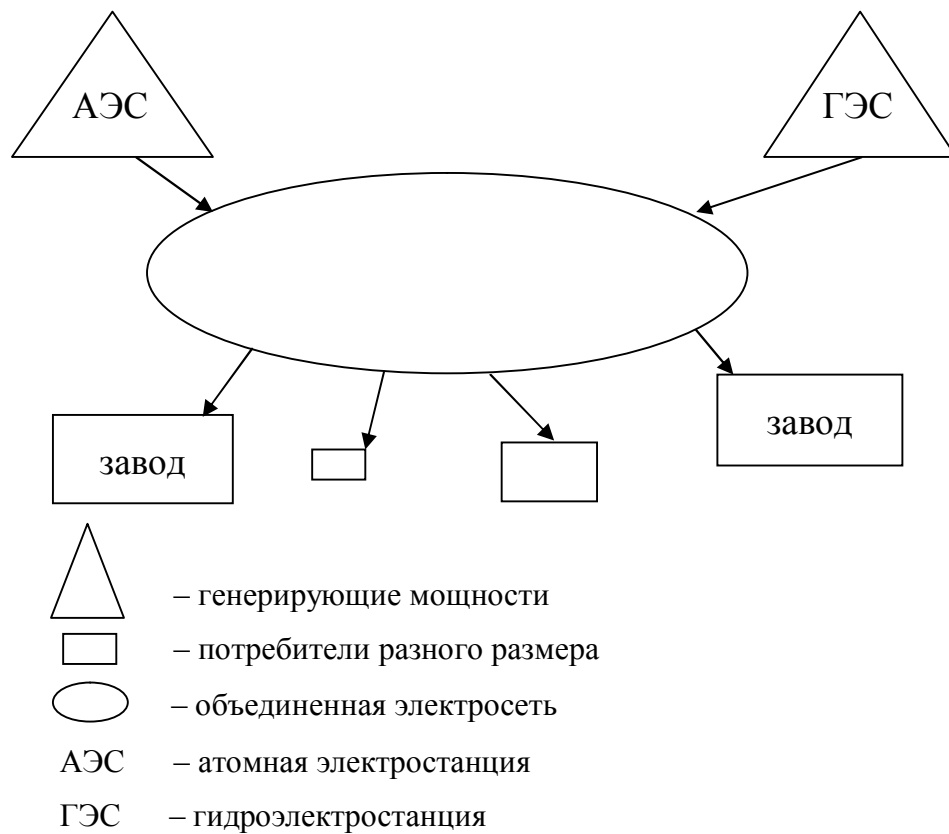 АЭС
ГЭС
завод
завод
– генерирующие мощности
– потребители разного размера
– объединенная электросеть
АЭС – атомная электростанция
ГЭС – гидроэлектростанция